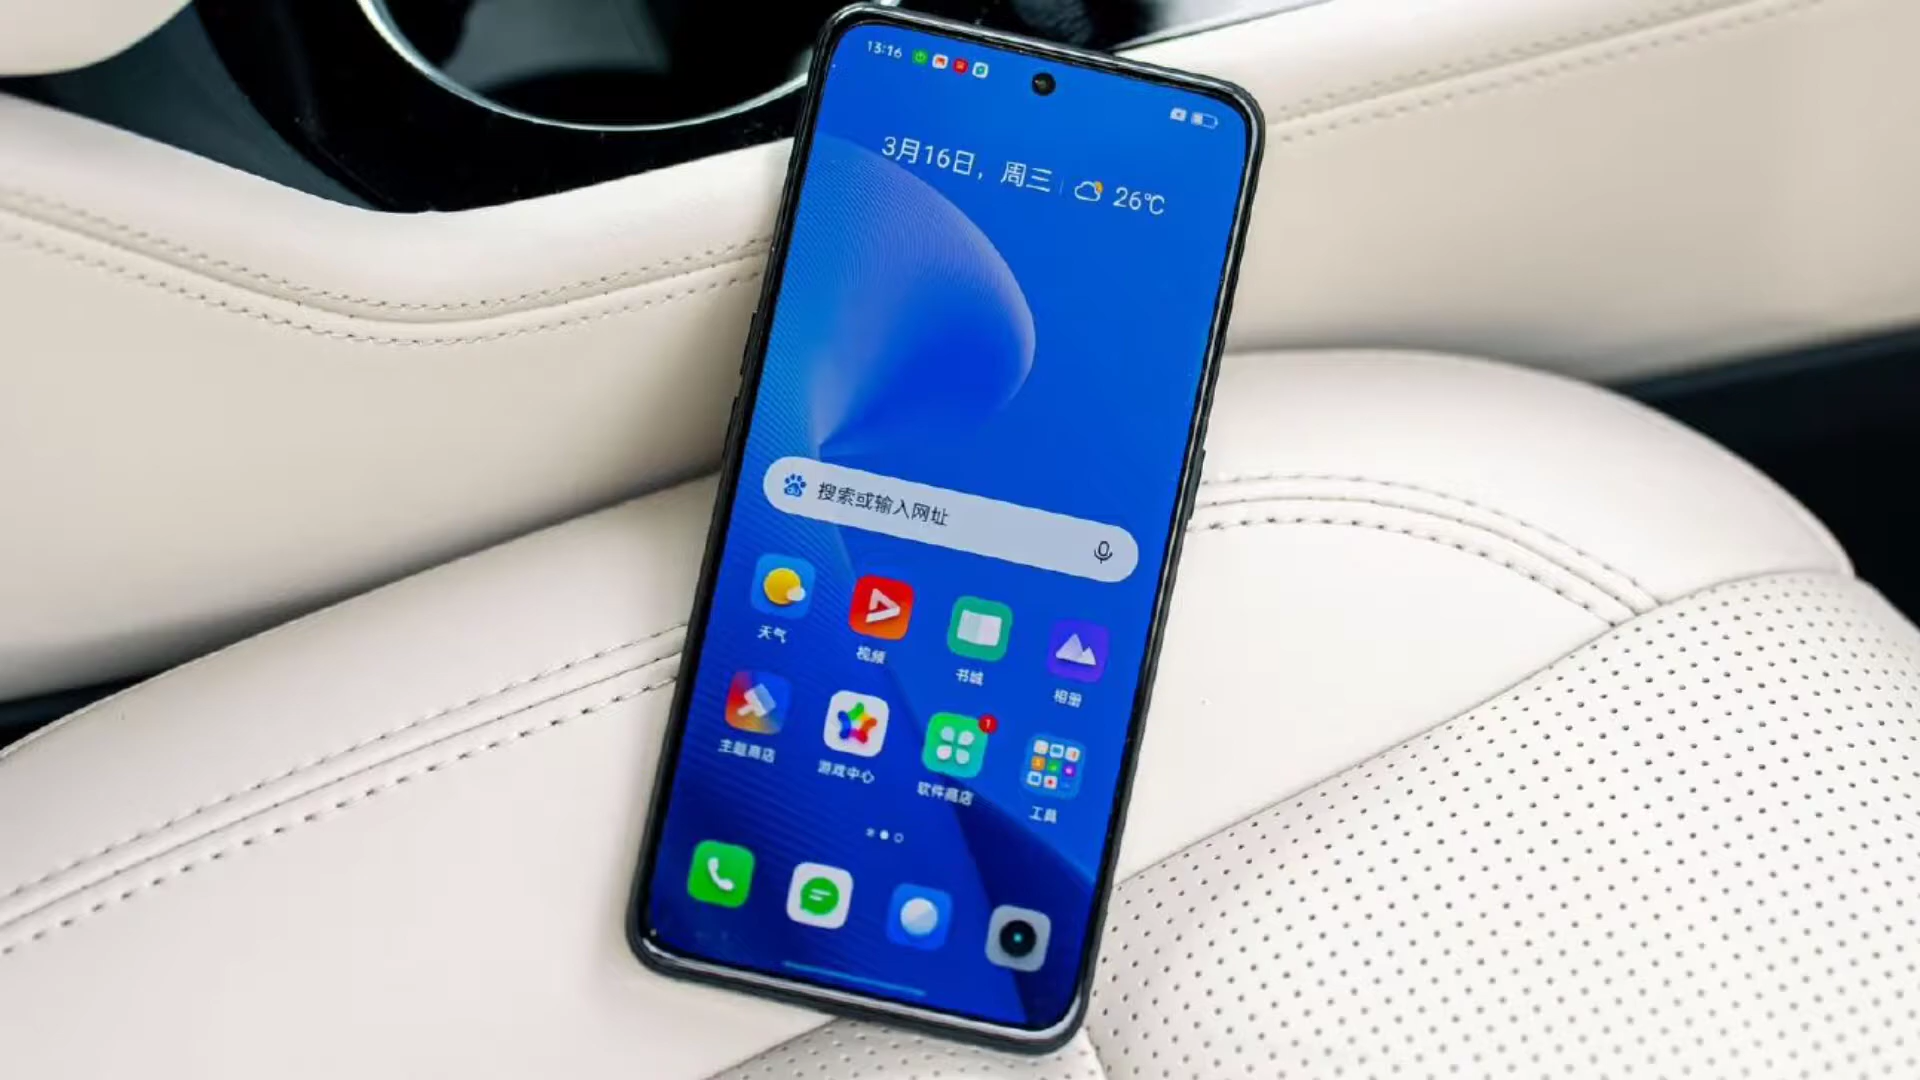 13:16
3月16日，周三 26℃
搜索或输入网址
天气 视频 书城 相册
主题商店 游戏中心 软件商店 工具
1